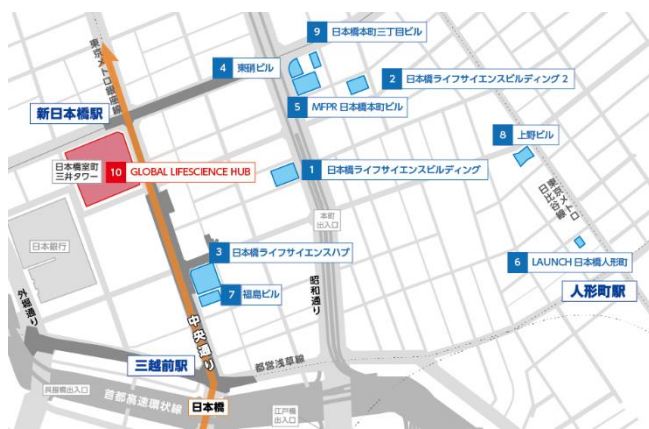 9 日本橋本町三丁目ビル
4 東硝ビル
2 日本橋ライフサイエンスビルディング 2
東京メトロ銀座線
新日本橋駅
5 MFPR 日本橋本町ビル
8 上野ビル
日本橋室町
三井タワー
10 GLOBAL LIFESCIENCE HUB
1 日本橋ライフサイエンスビルディング
東京メトロ
日比谷線
本町
出入口
日本銀行
3 日本橋ライフサイエンスハブ
6 LAUNCH 日本橋人形町
昭和通り
外堀通り
7 福島ビル
人形町駅
中央通り
三越前駅
都営浅草線
呉服橋出入口
首都高速環状線
日本橋
江戸橋
出入口